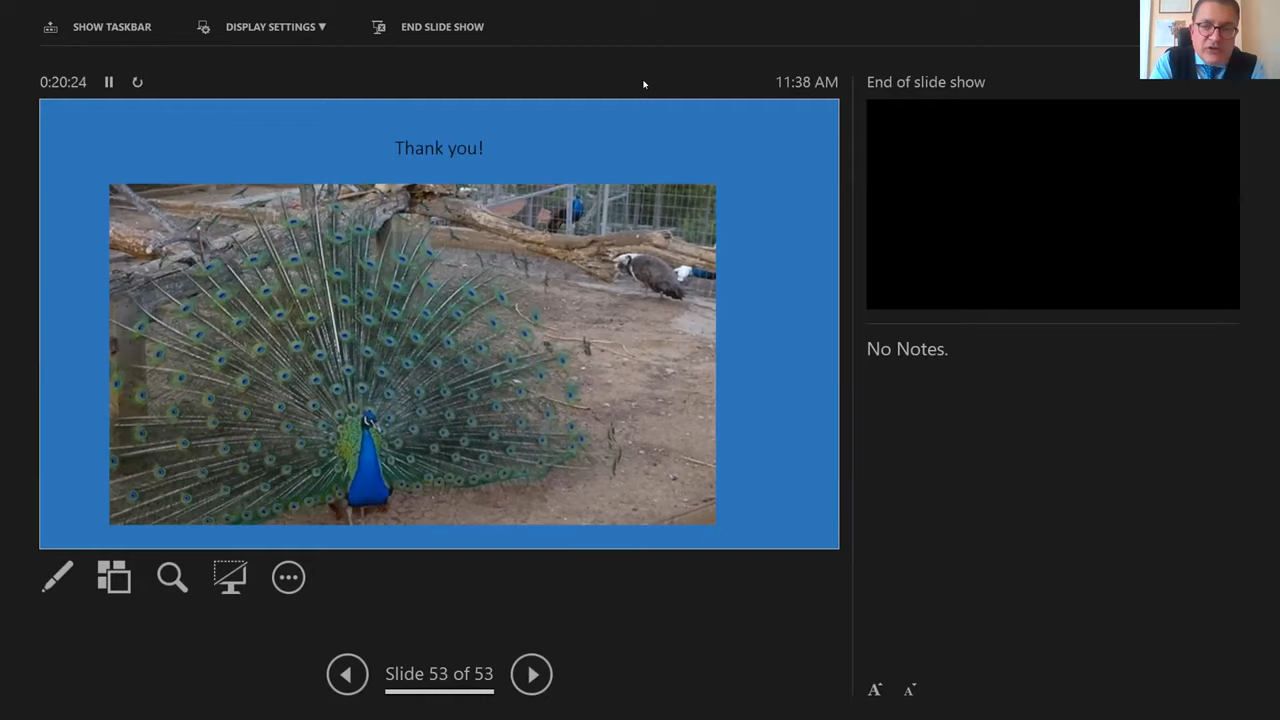 SHOW TASKBAR
DISPLAY SETTINGS ▼
END SLIDE SHOW
0:20:24
11:38 AM
End of slide show
Thank you!
No Notes.
Slide 53 of 53
A A